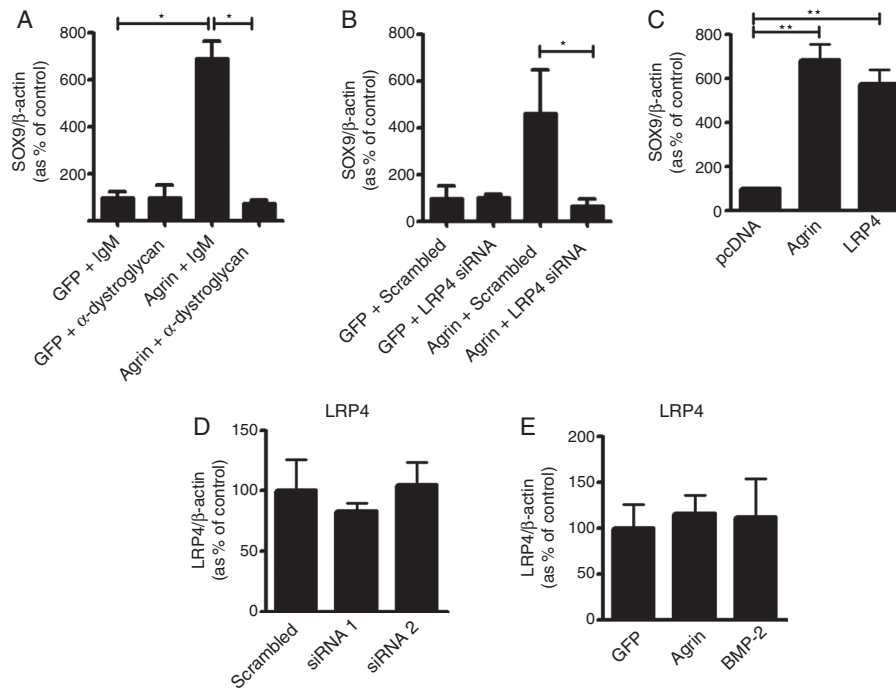 A
SOX9/β-actin
(as % of control)
800
600
400
200
0
*
*
GFP + IgM
GFP + α-dystroglycan
Agrin + IgM
Agrin + α-dystroglycan
B
SOX9/β-actin
(as % of control)
800
600
400
200
0
*
GFP + Scrambled
GFP + LRP4 siRNA
Agrin + Scrambled
Agrin + LRP4 siRNA
C
SOX9/β-actin
(as % of control)
800
600
400
200
0
**
**
pcDNA
Agrin
LRP4
D
LRP4
LRP4/β-actin
(as % of control)
150
100
50
0
Scrambled
siRNA 1
siRNA 2
E
LRP4
LRP4/β-actin
(as % of control)
200
150
100
50
0
GFP
Agrin
BMP-2